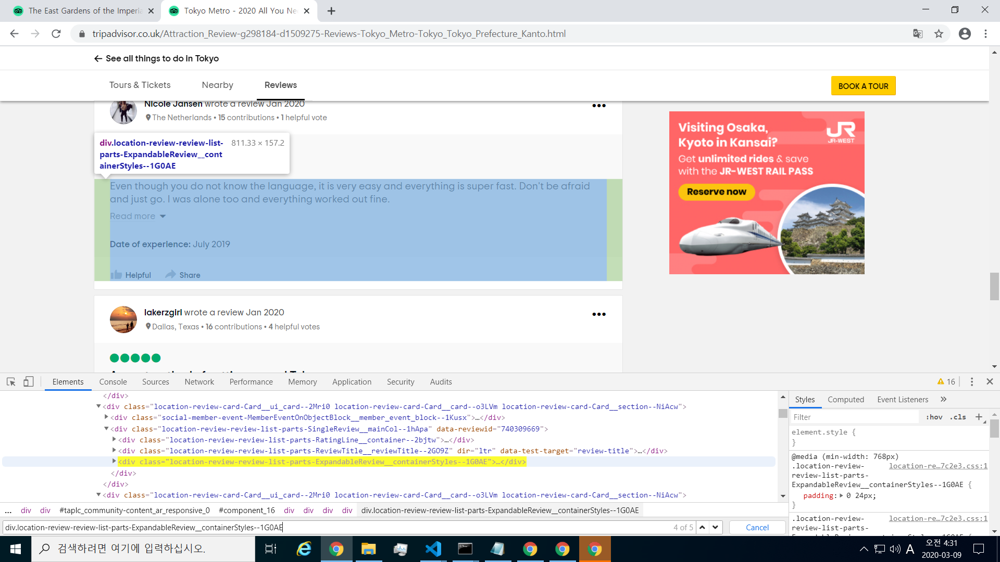 The East Gardens of the Imperia
Tokyo Metro - 2020 All You Nee
tripadvisor.co.uk/Attraction_Review-g298184-d1509275-Reviews-Tokyo_Metro-Tokyo_Tokyo_Prefecture_Kanto.html
See all things to do in Tokyo
Tours & Tickets Nearby Reviews BOOK A TOUR
Nicole Jansen wrote a review Jan 2020
The Netherlands • 15 contributions • 1 helpful vote
div.location-review-review-list- 811.33 × 157.2
parts-ExpandableReview__cont
ainerStyles--1G0AE
Even though you do not know the language, it is very easy and everything is super fast. Don't be afraid
and just go. I was alone too and everything worked out fine.
Read more
Date of experience: July 2019
Helpful Share
lakerzgirl wrote a review Jan 2020
Dallas, Texas • 16 contributions • 4 helpful votes
Visiting Osaka,
Kyoto in Kansai?
JR
JR-WEST
Get unlimited rides & save
with the JR-WEST RAIL PASS
Reserve now
Elements Console Sources Network Performance Memory Application Security Audits 16
</div>
<div class="location-review-card-Card__ui_card--2Mri0 location-review-card-Card__card--o3LVm location-review-card-Card__section--NiAcw">
<div class="social-member-event-MemberEventOnObjectBlock__member_event_block--1Kusx">…</div>
<div class="location-review-review-list-parts-SingleReview__mainCol--1hApa" data-reviewid="740309669">
<div class="location-review-review-list-parts-RatingLine__container--2bjtw">…</div>
<div class="location-review-review-list-parts-ReviewTitle__reviewTitle--2GO9Z" dir="ltr" data-test-target="review-title">…</div>
<div class="location-review-review-list-parts-ExpandableReview__containerStyles--1G0AE">…</div>
</div>
</div>
<div class="location-review-card-Card__ui_card--2Mri0 location-review-card-Card__card--o3LVm location-review-card-Card__section--NiAcw">
… div div #taplc_community-content_ar_responsive_0 #component_16 div div div div div.location-review-review-list-parts-ExpandableReview__containerStyles--1G0AE
div.location-review-review-list-parts-ExpandableReview__containerStyles--1G0AE 4 of 5 Cancel
Styles Computed Event Listeners »
Filter :hov .cls +
element.style {
}
@media (min-width: 768px)
.location-review- location-re…7c2e3.css:1
review-list-parts-
ExpandableReview__containerStyles--1G0AE {
padding: 0 24px;
}
.location-review- location-re…7c2e3.css:1
review-list-parts-
검색하려면 여기에 입력하십시오.
A
오전 4:31
2020-03-09